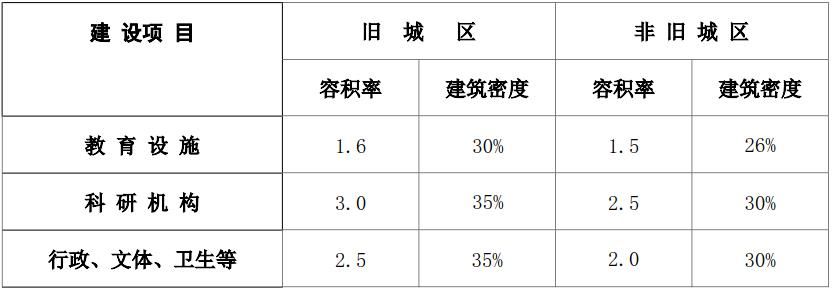 建 设项 目 旧 城 区 非 旧 城 区
容积率 建筑密度 容积率 建筑密度
教 育 设 施 1.6 30% 1.5 26%
科 研 机 构 3.0 35% 2.5 30%
行政、文体、卫生等 2.5 35% 2.0 30%